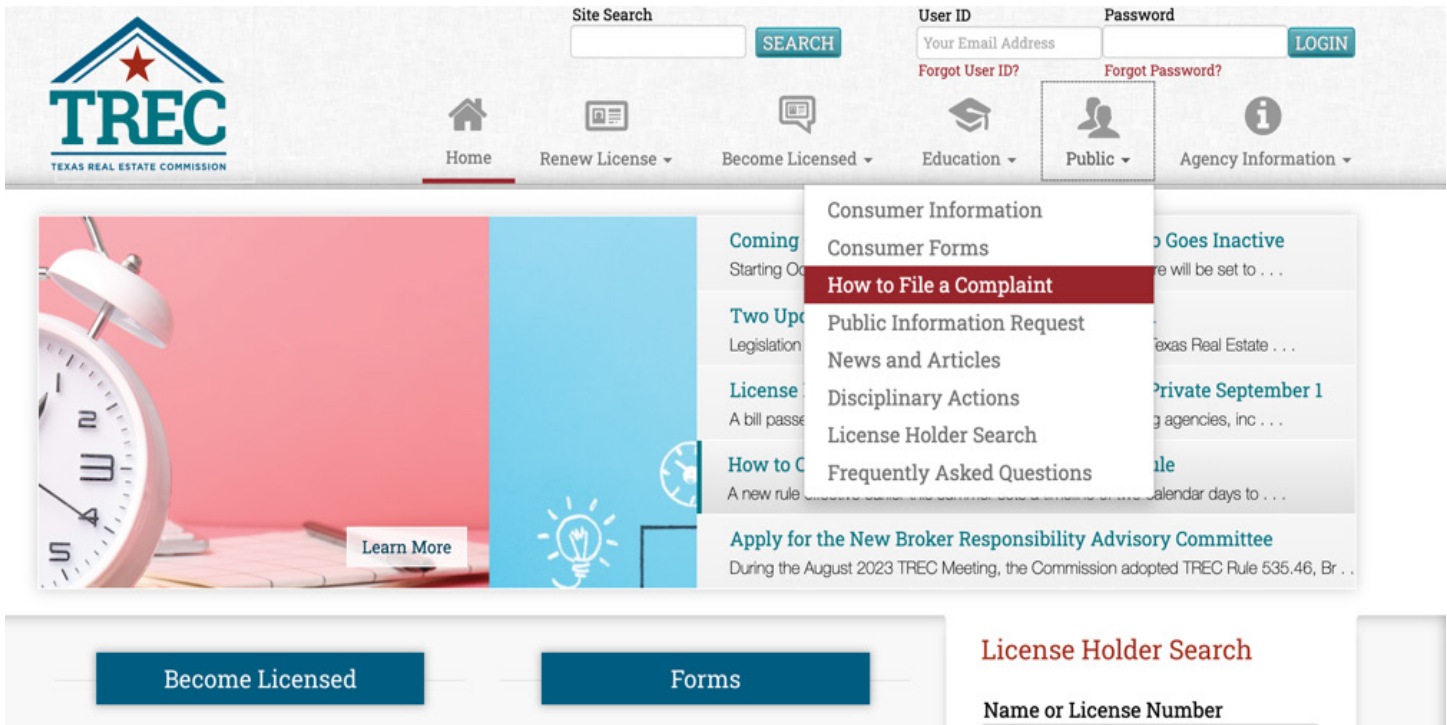 Site Search
SEARCH
User ID
Your Email Address
Forgot User ID?
Password
LOGIN
Forgot Password?
TREC
TEXAS REAL ESTATE COMMISSION
Home
Renew License
Become Licensed
Education
Public
Agency Information
Consumer Information
Consumer Forms
How to File a Complaint
Public Information Request
News and Articles
Disciplinary Actions
License Holder Search
Frequently Asked Questions
1
2
3
4
5
Learn More
Coming Goes Inactive
Starting will be set to . . .
Two
Legislation Texas Real Estate . . .
License Private September 1
A bill agencies, inc . . .
How to
A new rule calendar days to . . .
Apply for the New Broker Responsibility Advisory Committee
During the August 2023 TREC Meeting, the Commission adopted TREC Rule 535.46, Br . .
Become Licensed
Forms
License Holder Search
Name or License Number